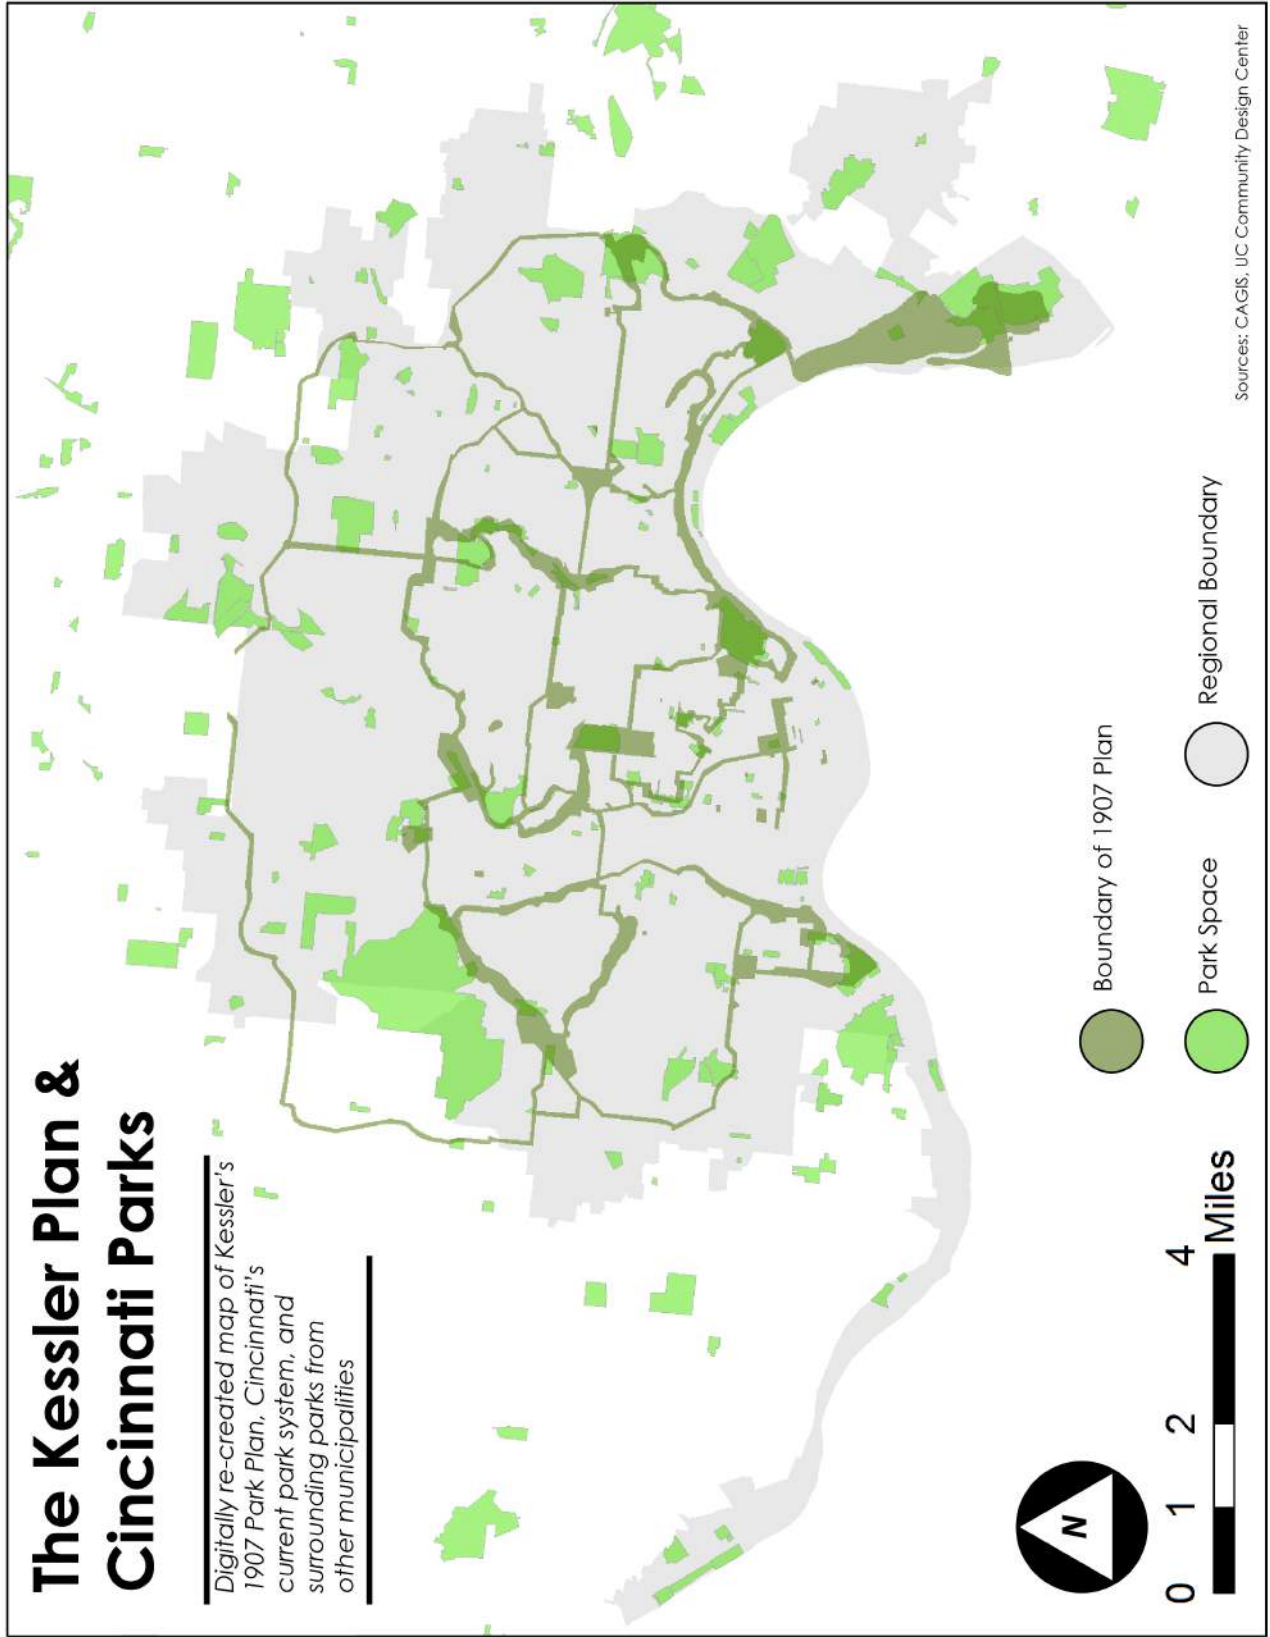 The Kessler Plan &
Cincinnati Parks
Digitally re-created map of Kessler's
1907 Park Plan, Cincinnati's
current park system, and
surrounding parks from
other municipalities
N
0 1 2 4
Miles
Boundary of 1907 Plan
Park Space
Regional Boundary
Sources: CAGIS, UC Community Design Center